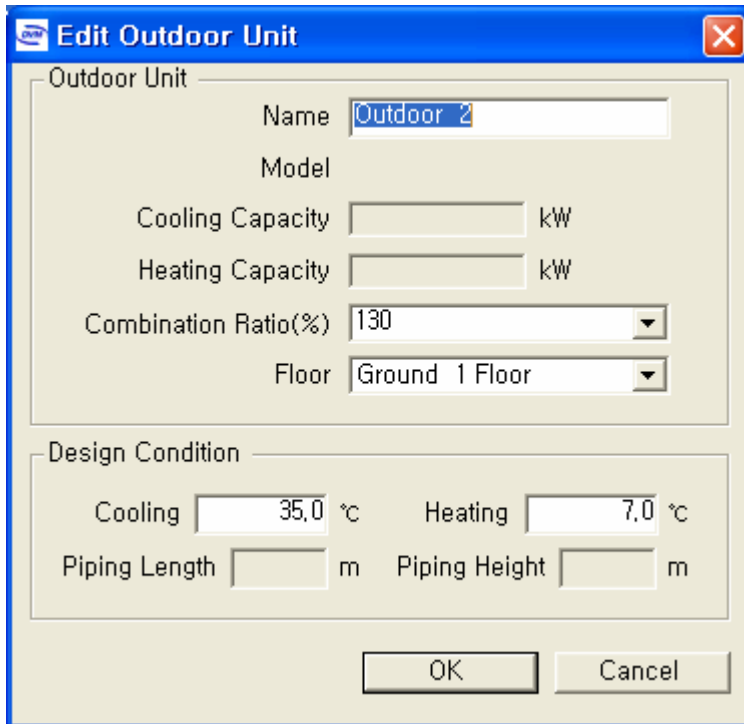 DVM Edit Outdoor Unit
Outdoor Unit
Name Outdoor 2
Model
Cooling Capacity kW
Heating Capacity kW
Combination Ratio(%) 130
Floor Ground 1 Floor
Design Condition
Cooling 35,0 ℃ Heating 7,0 ℃
Piping Length m Piping Height m
OK Cancel